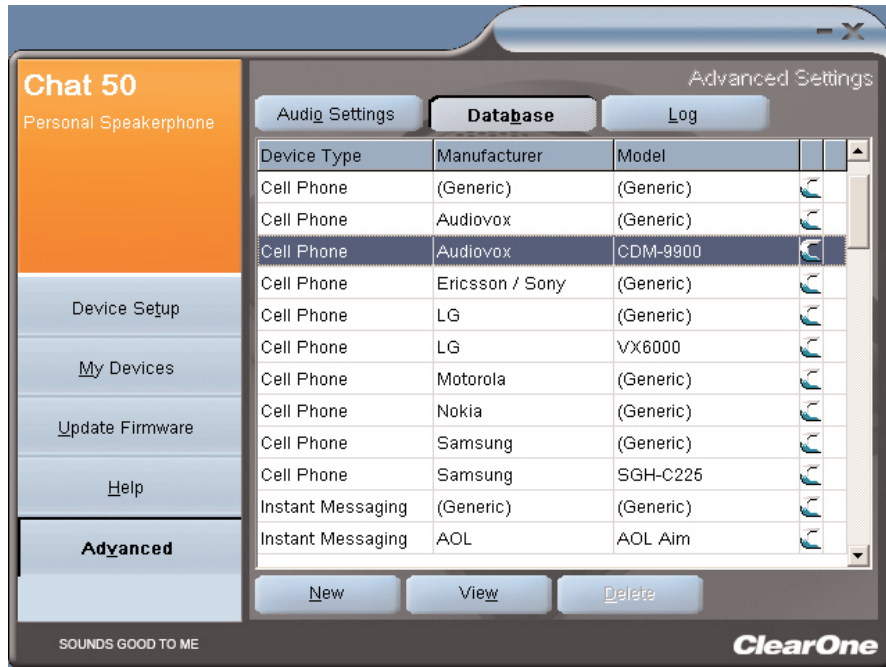 Chat 50
Personal Speakerphone
Advanced Settings
Audio Settings Database Log
Device Type Manufacturer Model
Cell Phone (Generic) (Generic)
Cell Phone Audiovox (Generic)
Cell Phone Audiovox CDM-9900
Cell Phone Ericsson / Sony (Generic)
Cell Phone LG (Generic)
Cell Phone LG VX6000
Cell Phone Motorola (Generic)
Cell Phone Nokia (Generic)
Cell Phone Samsung (Generic)
Cell Phone Samsung SGH-C225
Instant Messaging (Generic) (Generic)
Instant Messaging AOL AOL Aim
Device Setup
My Devices
Update Firmware
Help
Advanced
New View Delete
SOUNDS GOOD TO ME
ClearOne